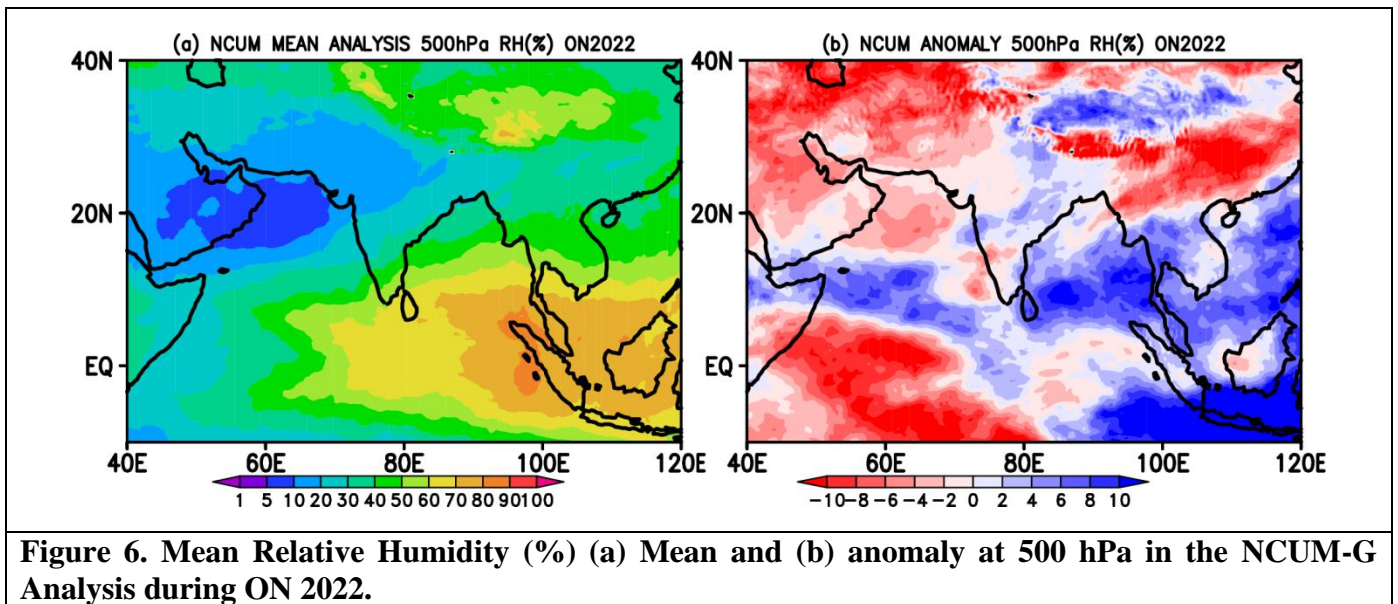 (a) NCUM MEAN ANALYSIS 500hPa RH(%) ON2022
(b) NCUM ANOMALY 500hPa RH(%) ON2022
40N
20N
EQ
40E 60E 80E 100E 120E
1 5 10 20 30 40 50 60 70 80 90 100
40N
20N
EQ
40E 60E 80E 100E 120E
-10 -8 -6 -4 -2 0 2 4 6 8 10
Figure 6. Mean Relative Humidity (%) (a) Mean and (b) anomaly at 500 hPa in the NCUM-G
Analysis during ON 2022.